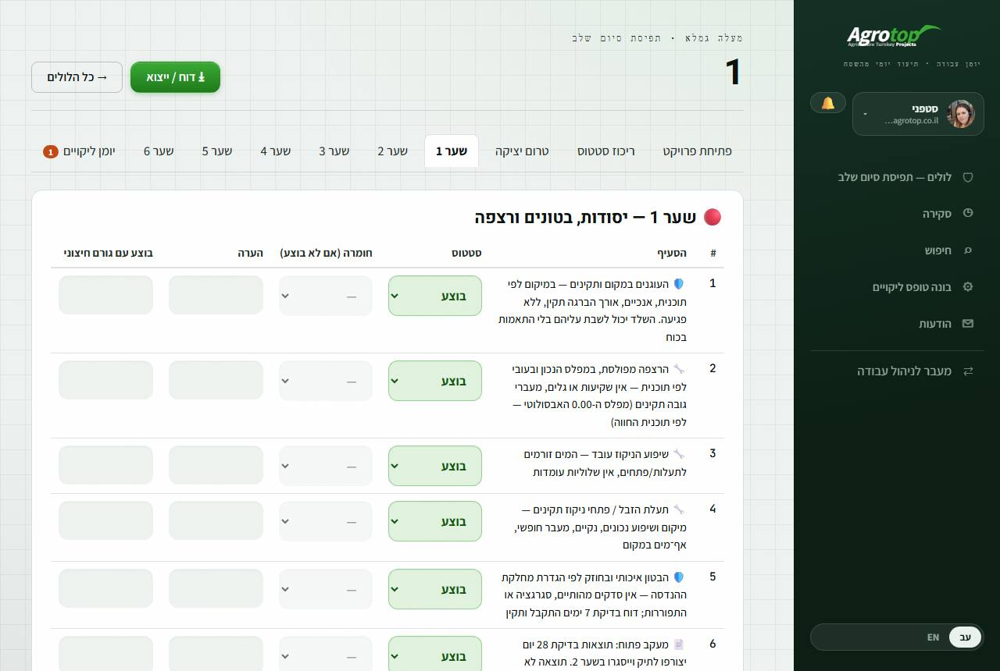 Agrotop
Agriculture Turnkey Projects
יומן עבודה · תיעוד יומי מהשטח
סטפני
agrotop.co.il...
לולים — תפיסת סיום שלב
סקירה
חיפוש
בונה טופס ליקויים
הודעות
מעבר לניהול עבודה
עב
EN
מעלה גמלא • תפיסת סיום שלב
1
דוח / ייצוא
→ כל הלולים
פתיחת פרויקט
ריכוז סטטוס
טרום יציקה
שער 1
שער 2
שער 3
שער 4
שער 5
שער 6
יומן ליקויים 1
שער 1 — יסודות, בטונים ורצפה
# הסעיף סטטוס חומרה (אם לא בוצע) הערה בוצע עם גורם חיצוני
1 העוגנים במקום ותקינים — במיקום לפי
תוכנית, אנכיים, אורך הברגה תקין, ללא
פגיעה. השלד יכול לשבת עליהם בלי התאמות
בכוח
בוצע
—
2 הרצפה מפולסת, במפלס הנכון ובעובי
לפי תוכנית — אין שקיעות או גלים, מעברי
גובה תקינים (מפלס ה-0.00 האבסולוטי —
לפי תוכנית החווה)
בוצע
—
3 שיפוע הניקוז עובד — המים זורמים
לתעלות/פתחים, אין שלוליות עומדות
בוצע
—
4 תעלת הזבל / פתחי ניקוז תקינים —
מיקום ושיפוע נכונים, נקיים, מעבר חופשי,
אף־מים במקום
בוצע
—
5 הבטון איכותי ובחוזק לפי הגדרת מחלקת
ההנדסה — אין סדקים מהותיים, סגרגציה או
התפוררות; דוח בדיקת 7 ימים התקבל ותקין
בוצע
—
6 מעקב פתוח: תוצאות בדיקת 28 יום
יצורפו לתיק וייסגרו בשער 2. תוצאה לא
בוצע
—